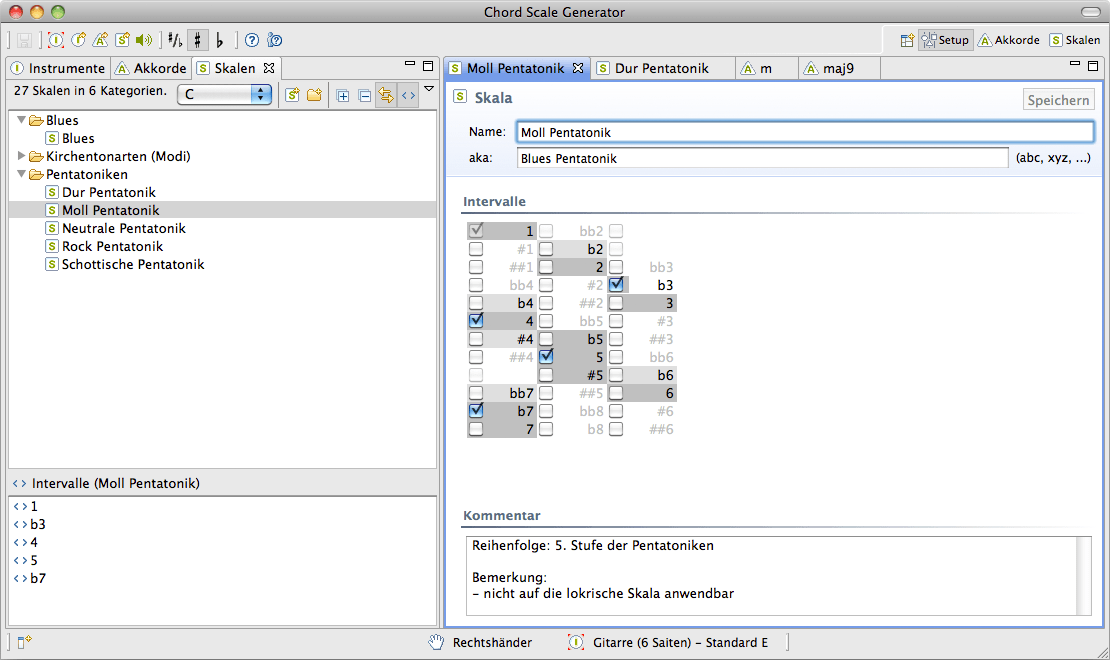 Chord Scale Generator
Setup Akkorde Skalen
Instrumente Akkorde Skalen
27 Skalen in 6 Kategorien. C
Blues
Blues
Kirchentonarten (Modi)
Pentatoniken
Dur Pentatonik
Moll Pentatonik
Neutrale Pentatonik
Rock Pentatonik
Schottische Pentatonik
Intervalle (Moll Pentatonik)
1
b3
4
5
b7
Moll Pentatonik Dur Pentatonik m maj9
Skala Speichern
Name: Moll Pentatonik
aka: Blues Pentatonik (abc, xyz, ...)
Intervalle
1 bb2
#1 b2
##1 2 bb3
bb4 #2 b3
b4 ##2 3
4 bb5 #3
#4 b5 ##3
##4 5 bb6
#5 b6
bb7 ##5 6
b7 bb8 #6
7 b8 ##6
Kommentar
Reihenfolge: 5. Stufe der Pentatoniken
Bemerkung:
- nicht auf die lokrische Skala anwendbar
Rechtshänder Gitarre (6 Saiten) - Standard E